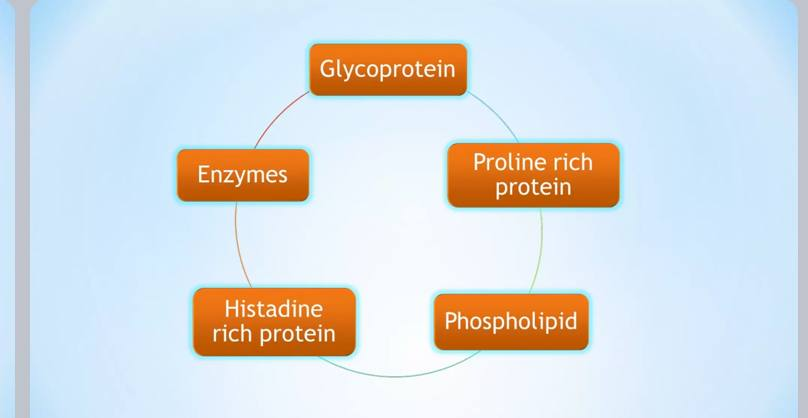 Glycoprotein
Proline rich
protein
Phospholipid
Histadine
rich protein
Enzymes